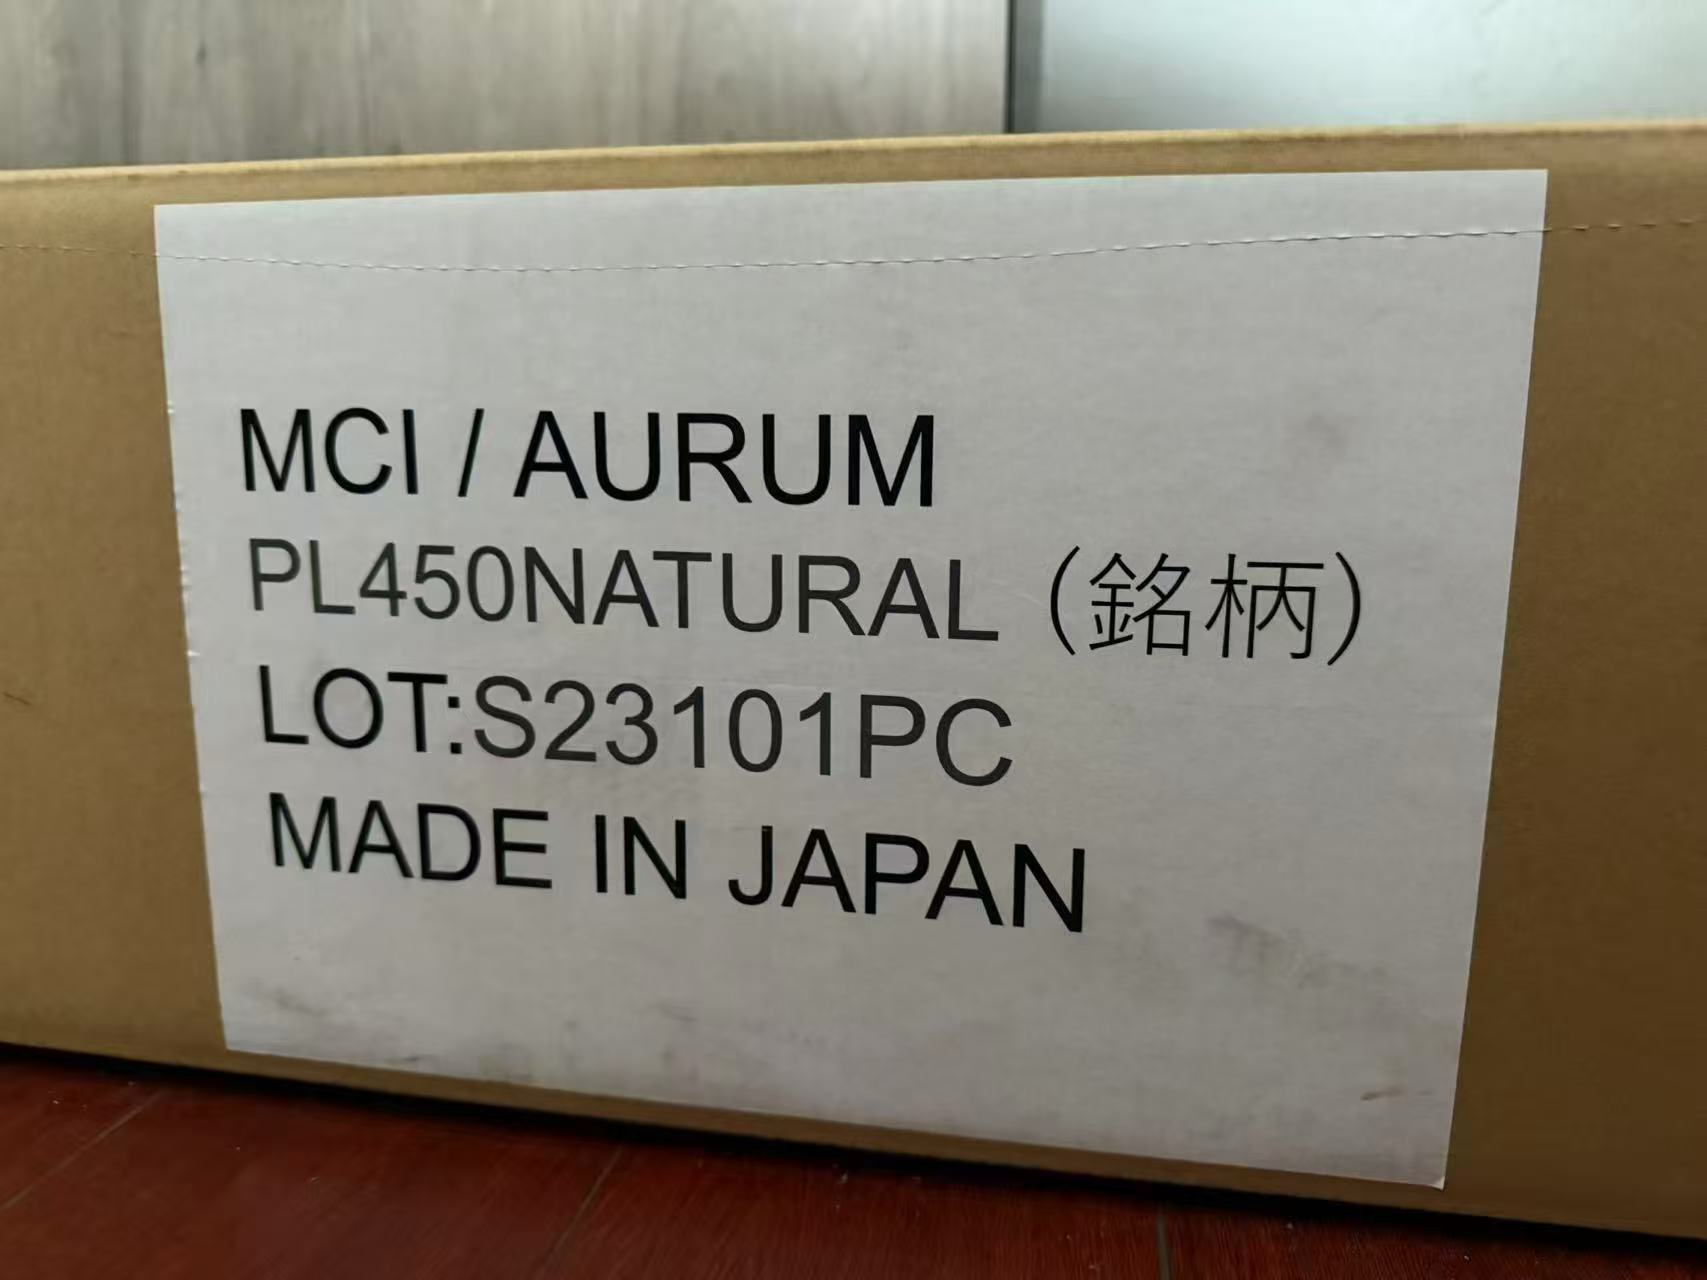 MCI / AURUM
PL450NATURAL (銘柄)
LOT:S23101PC
MADE IN JAPAN